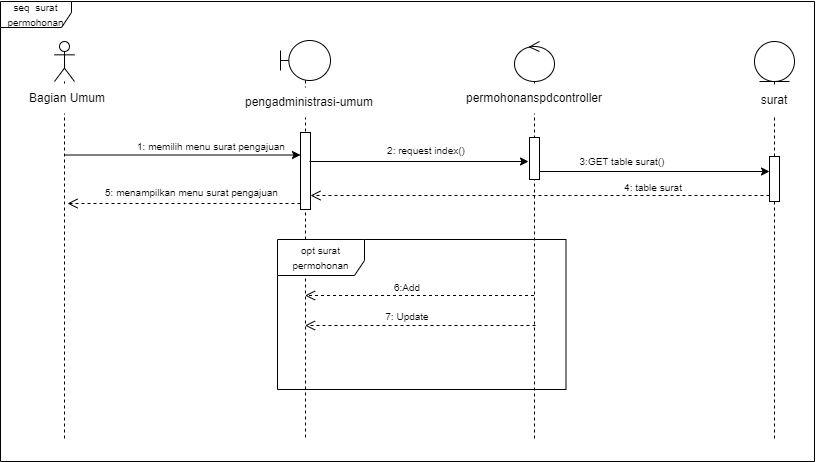 seq surat
permohonan
Bagian Umum
pengadministrasi-umum
permohonanspdcontroller
surat
1: memilih menu surat pengajuan
2: request index()
3:GET table surat()
4: table surat
5: menampilkan menu surat pengajuan
opt surat
permohonan
6:Add
7: Update